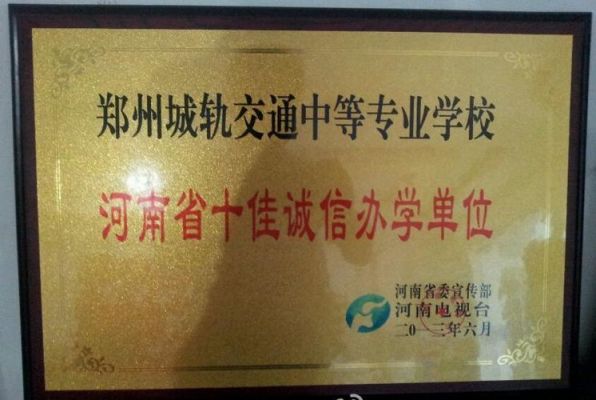 郑州城轨交通中等专业学校
河南省十佳诚信办学单位
河南省委宣传部
河南电视台
二〇一三年六月